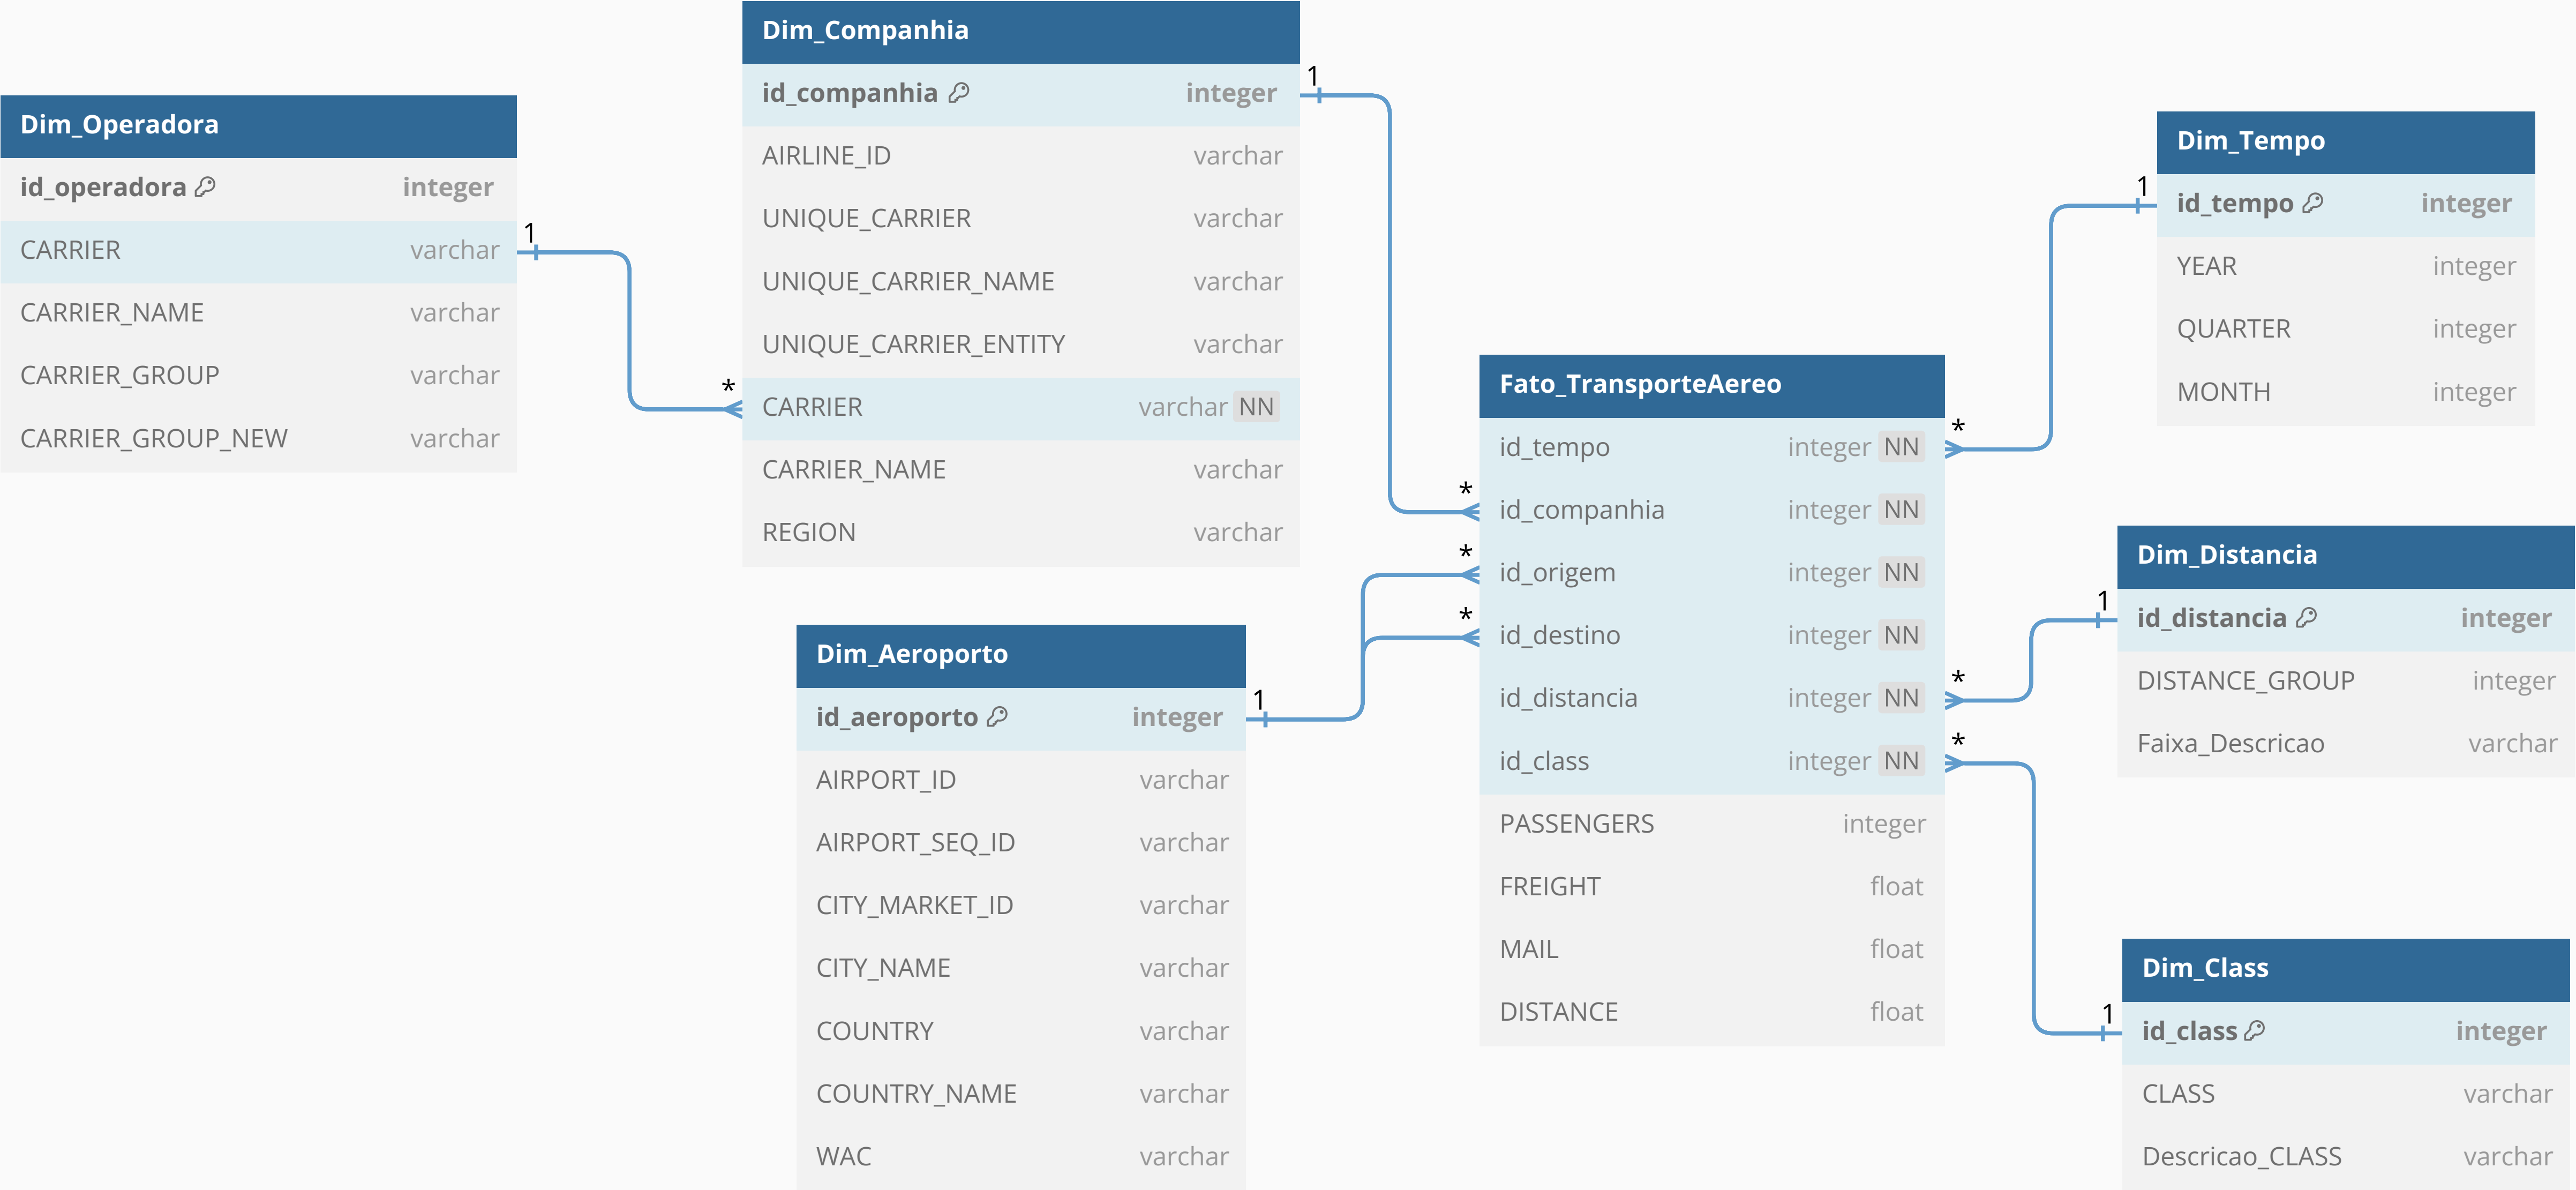 Dim_Operadora
id_operadora integer
CARRIER varchar
CARRIER_NAME varchar
CARRIER_GROUP varchar
CARRIER_GROUP_NEW varchar
1
*
Dim_Companhia
id_companhia integer
AIRLINE_ID varchar
UNIQUE_CARRIER varchar
UNIQUE_CARRIER_NAME varchar
UNIQUE_CARRIER_ENTITY varchar
CARRIER varchar NN
CARRIER_NAME varchar
REGION varchar
1
*
Dim_Aeroporto
id_aeroporto integer
AIRPORT_ID varchar
AIRPORT_SEQ_ID varchar
CITY_MARKET_ID varchar
CITY_NAME varchar
COUNTRY varchar
COUNTRY_NAME varchar
WAC varchar
1
*
*
Fato_TransporteAereo
id_tempo integer NN
id_companhia integer NN
id_origem integer NN
id_destino integer NN
id_distancia integer NN
id_class integer NN
PASSENGERS integer
FREIGHT float
MAIL float
DISTANCE float
*
*
*
1
Dim_Tempo
id_tempo integer
YEAR integer
QUARTER integer
MONTH integer
1
Dim_Distancia
id_distancia integer
DISTANCE_GROUP integer
Faixa_Descricao varchar
1
Dim_Class
id_class integer
CLASS varchar
Descricao_CLASS varchar